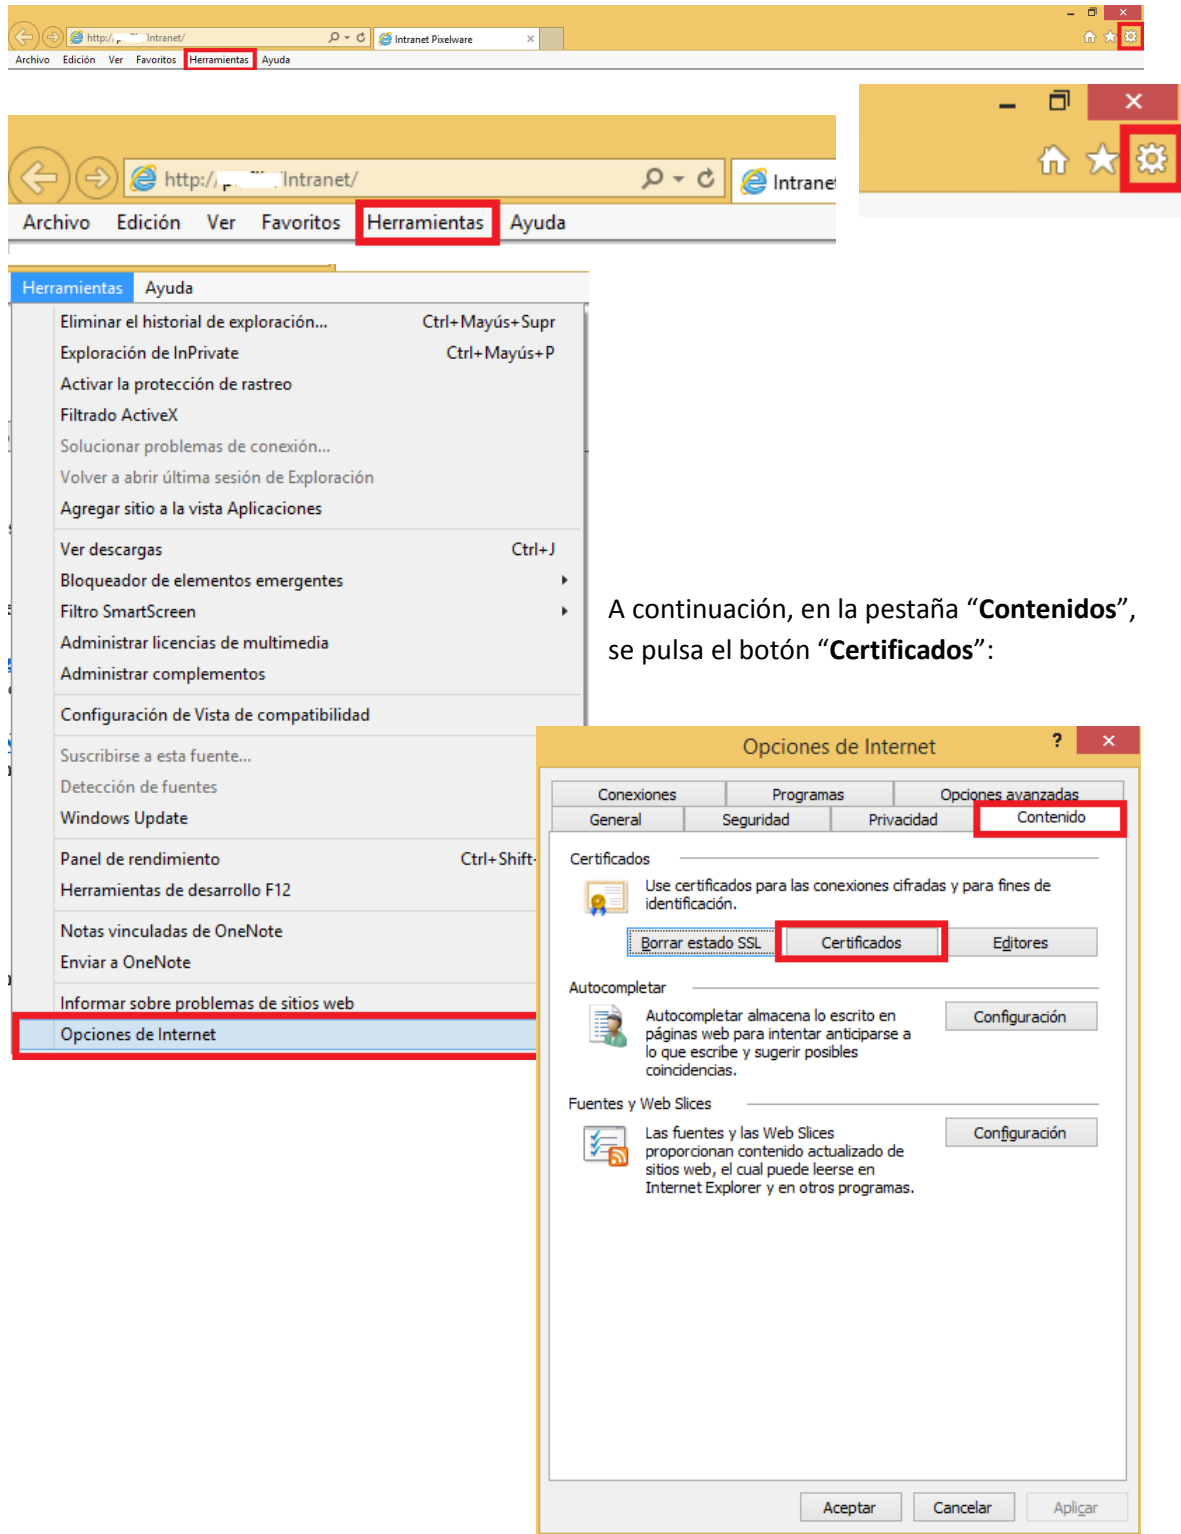 http:// Intranet/
Intranet Pixelware
Archivo Edición Ver Favoritos Herramientas Ayuda
http:// Intranet/
Intranet
Archivo Edición Ver Favoritos Herramientas Ayuda
Herramientas Ayuda
Eliminar el historial de exploración... Ctrl+Mayús+Supr
Exploración de InPrivate Ctrl+Mayús+P
Activar la protección de rastreo
Filtrado ActiveX
Solucionar problemas de conexión...
Volver a abrir última sesión de Exploración
Agregar sitio a la vista Aplicaciones
Ver descargas Ctrl+J
Bloqueador de elementos emergentes
Filtro SmartScreen
Administrar licencias de multimedia
Administrar complementos
Configuración de Vista de compatibilidad
Suscribirse a esta fuente...
Detección de fuentes
Windows Update
Panel de rendimiento Ctrl+Shift-
Herramientas de desarrollo F12
Notas vinculadas de OneNote
Enviar a OneNote
Informar sobre problemas de sitios web
Opciones de Internet
A continuación, en la pestaña “Contenidos”,
se pulsa el botón “Certificados”:
Opciones de Internet ?
Conexiones Programas Opciones avanzadas
General Seguridad Privacidad Contenido
Certificados
Use certificados para las conexiones cifradas y para fines de
identificación.
Borrar estado SSL Certificados Editores
Autocompletar
Autocompletar almacena lo escrito en
páginas web para intentar anticiparse a
lo que escribe y sugerir posibles
coincidencias.
Configuración
Fuentes y Web Slices
Las fuentes y las Web Slices
proporcionan contenido actualizado de
sitios web, el cual puede leerse en
Internet Explorer y en otros programas.
Configuración
Aceptar Cancelar Aplicar